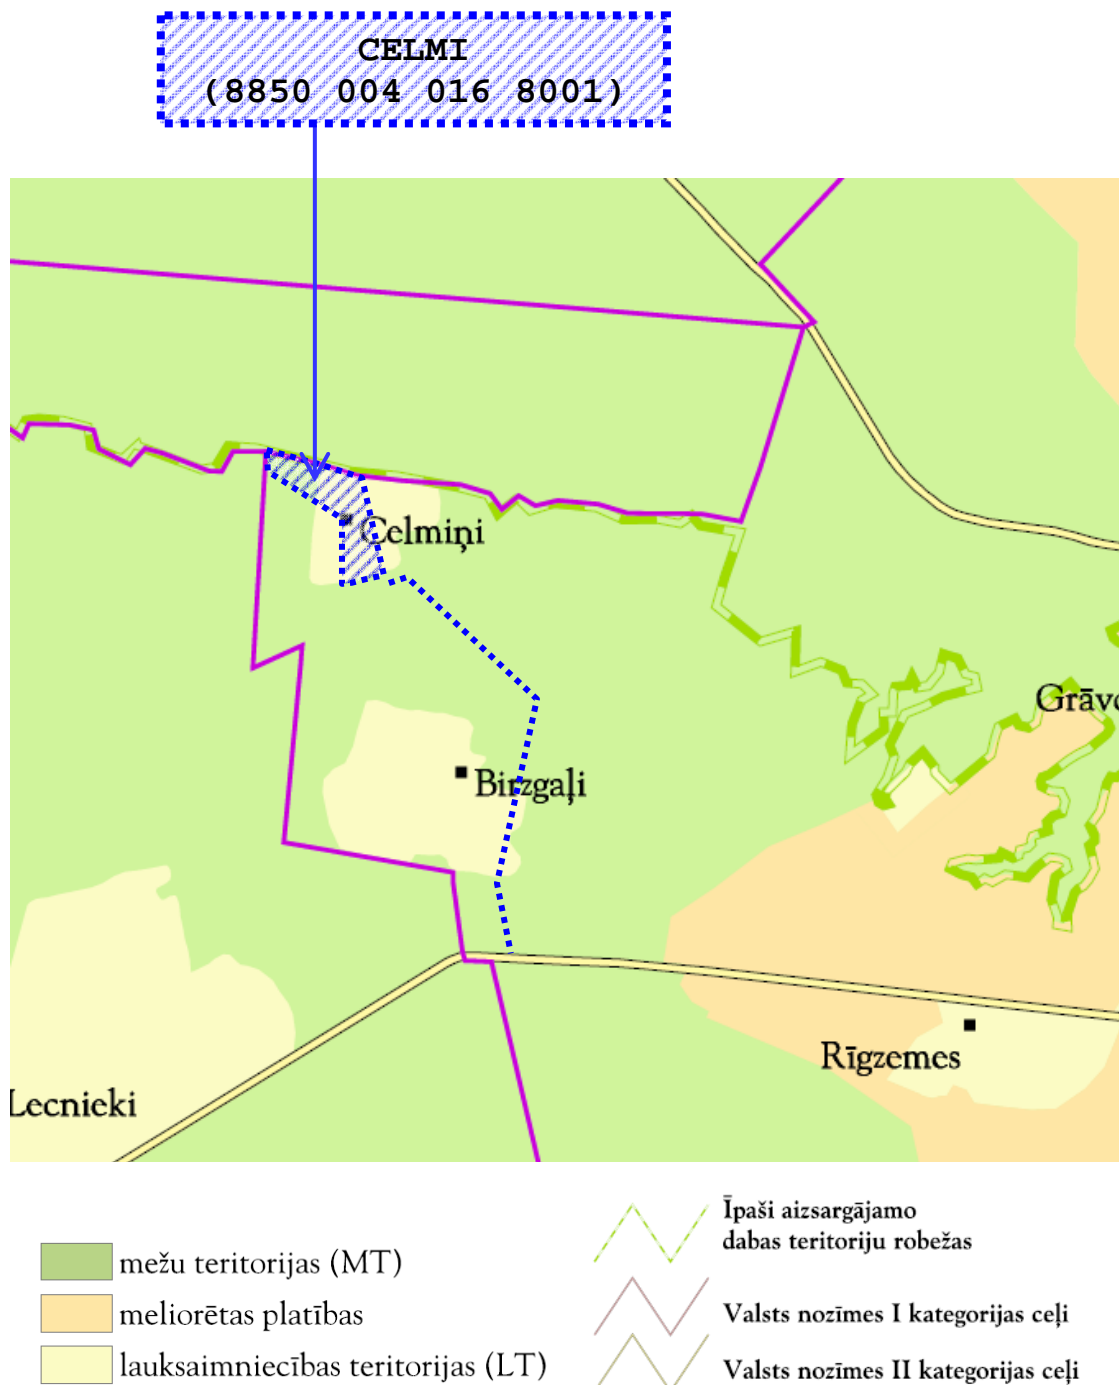 CELMI
(8850 004 016 8001)
Celmiņi
Grāvc
Birzgaļi
Rīgzemes
Lecnieki
mežu teritorijas (MT)
meliorētas platības
lauksaimniecības teritorijas (LT)
Īpaši aizsargājamo
dabas teritoriju robežas
Valsts nozīmes I kategorijas ceļi
Valsts nozīmes II kategorijas ceļi